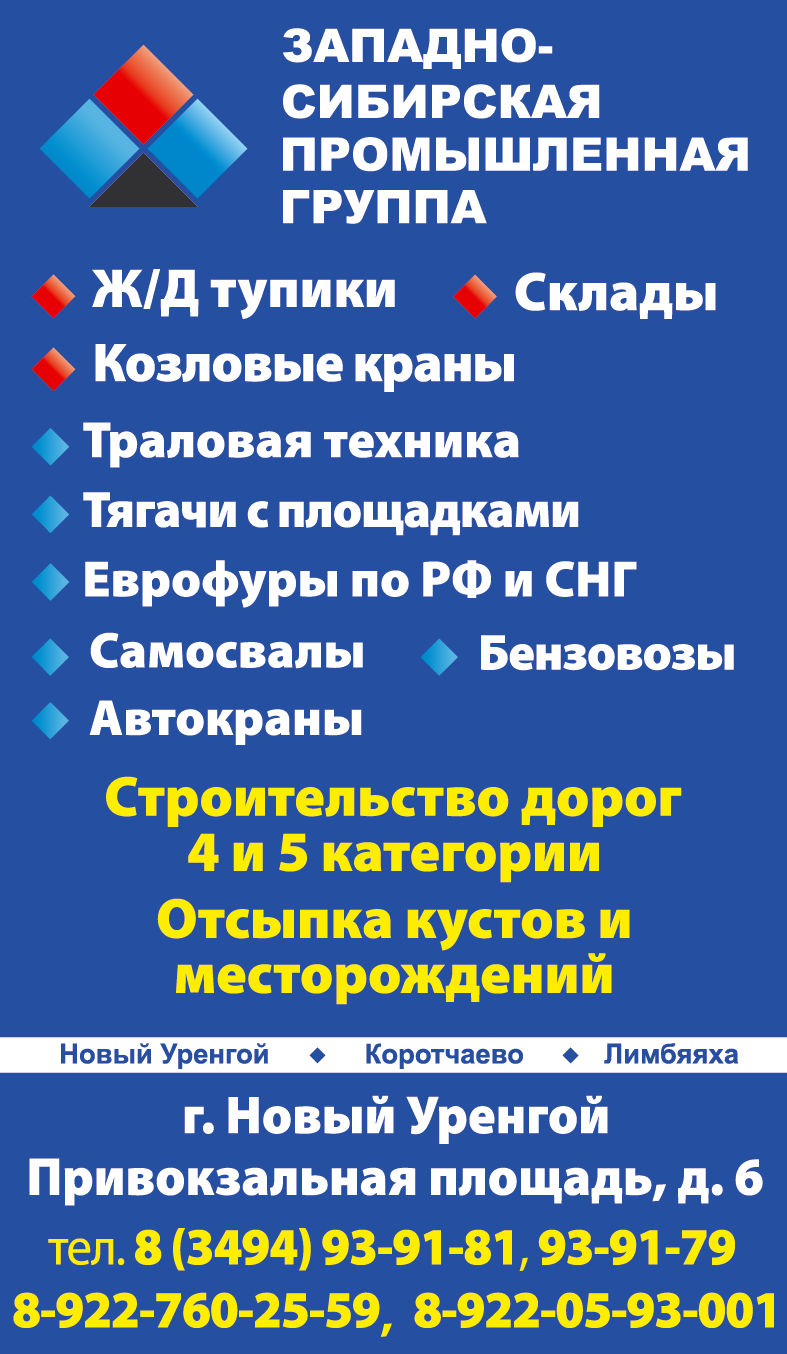 ЗАПАДНО-
СИБИРСКАЯ
ПРОМЫШЛЕННАЯ
ГРУППА
Ж/Д тупики Склады
Козловые краны
Траловая техника
Тягачи с площадками
Еврофуры по РФ и СНГ
Самосвалы Бензовозы
Автокраны
Строительство дорог
4 и 5 категории
Отсыпка кустов и
месторождений
Новый Уренгой Коротчаево Лимбяяха
г. Новый Уренгой
Привокзальная площадь, д. 6
тел. 8 (3494) 93-91-81, 93-91-79
8-922-760-25-59, 8-922-05-93-001